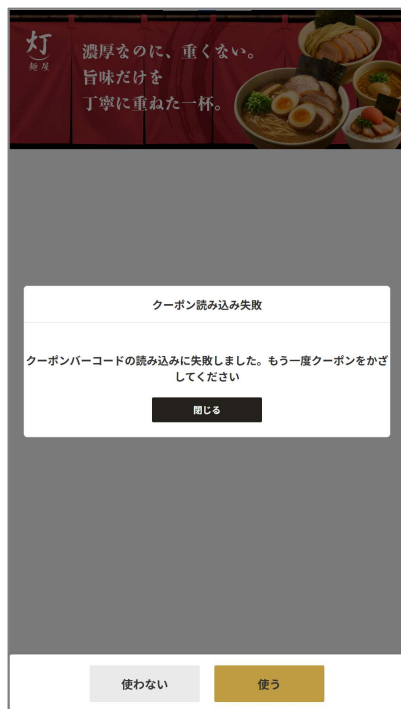 灯
麺屋
濃厚なのに、重くない。
旨味だけを
丁寧に重ねた一杯。
クーポン読み込み失敗
クーポンバーコードの読み込みに失敗しました。もう一度クーポンをかざ
してください
閉じる
使わない
使う